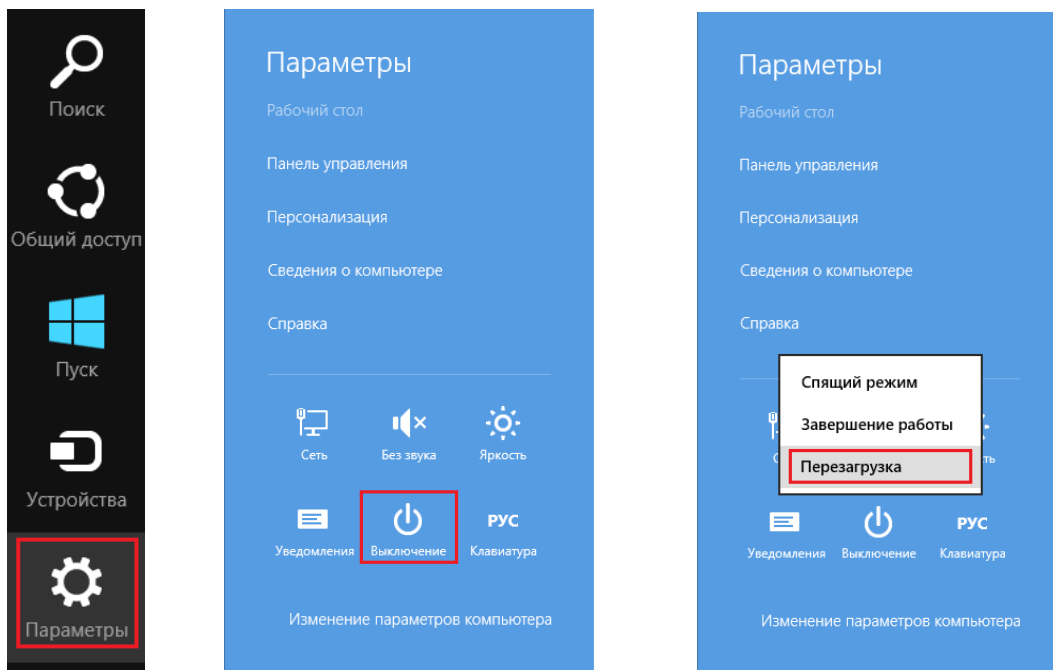 Поиск
Общий доступ
Пуск
Устройства
Параметры
Параметры
Рабочий стол
Панель управления
Персонализация
Сведения о компьютере
Справка
Сеть
Без звука
Яркость
Уведомления
Выключение
РУС
Клавиатура
Изменение параметров компьютера
Параметры
Рабочий стол
Панель управления
Персонализация
Сведения о компьютере
Справка
Спящий режим
Завершение работы
Перезагрузка
Уведомления
Выключение
РУС
Клавиатура
Изменение параметров компьютера